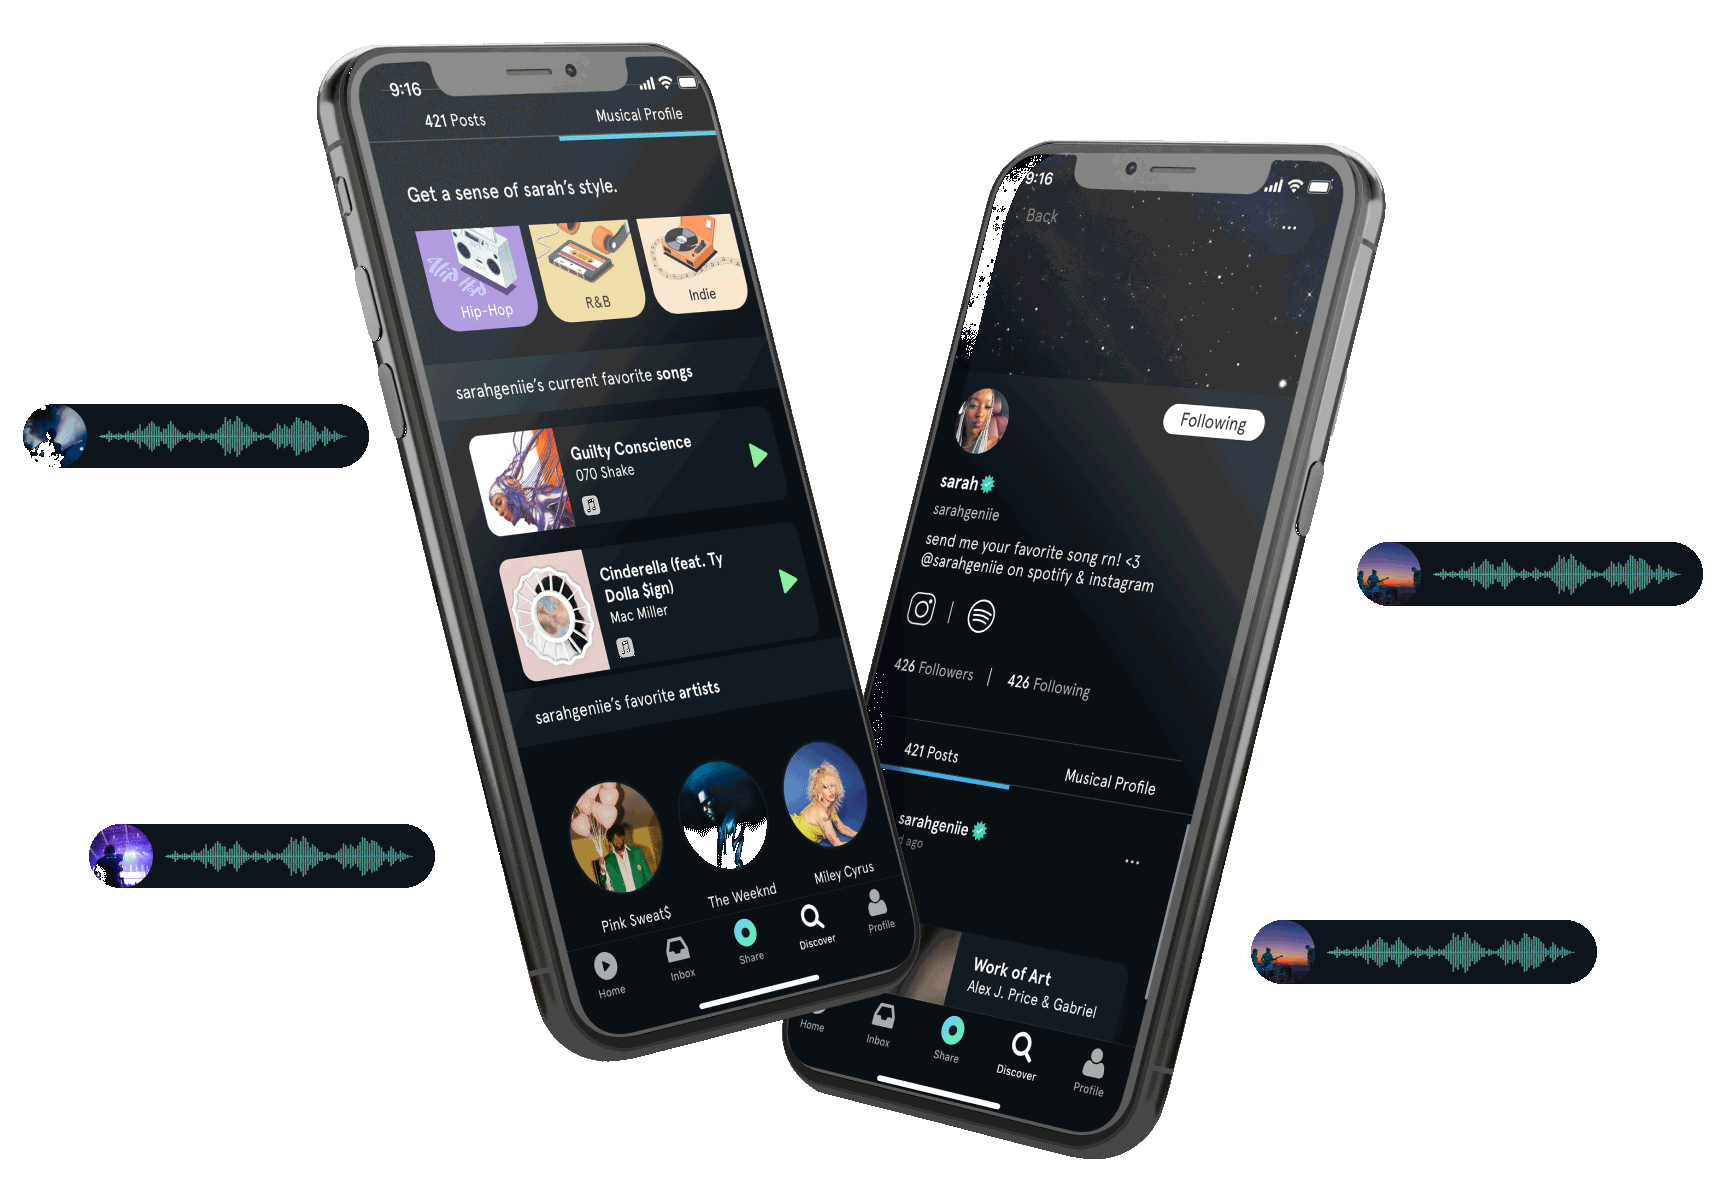 9:16
421 Posts
Musical Profile
Get a sense of sarah's style.
Hip Hop
Hip-Hop
R&B
Indie
sarahgeniie's current favorite songs
Guilty Conscience
070 Shake
Cinderella (feat. Ty
Dolla $ign)
Mac Miller
sarahgeniie's favorite artists
Pink Sweat$
The Weeknd
Miley Cyrus
Home
Inbox
Share
Discover
Profile
9:16
Back
Following
sarah
sarahgeniie
send me your favorite song rn! <3
@sarahgeniie on spotify & instagram
426 Followers
426 Following
421 Posts
Musical Profile
sarahgeniie
ago
Work of Art
Alex J. Price & Gabriel
Home
Inbox
Share
Discover
Profile